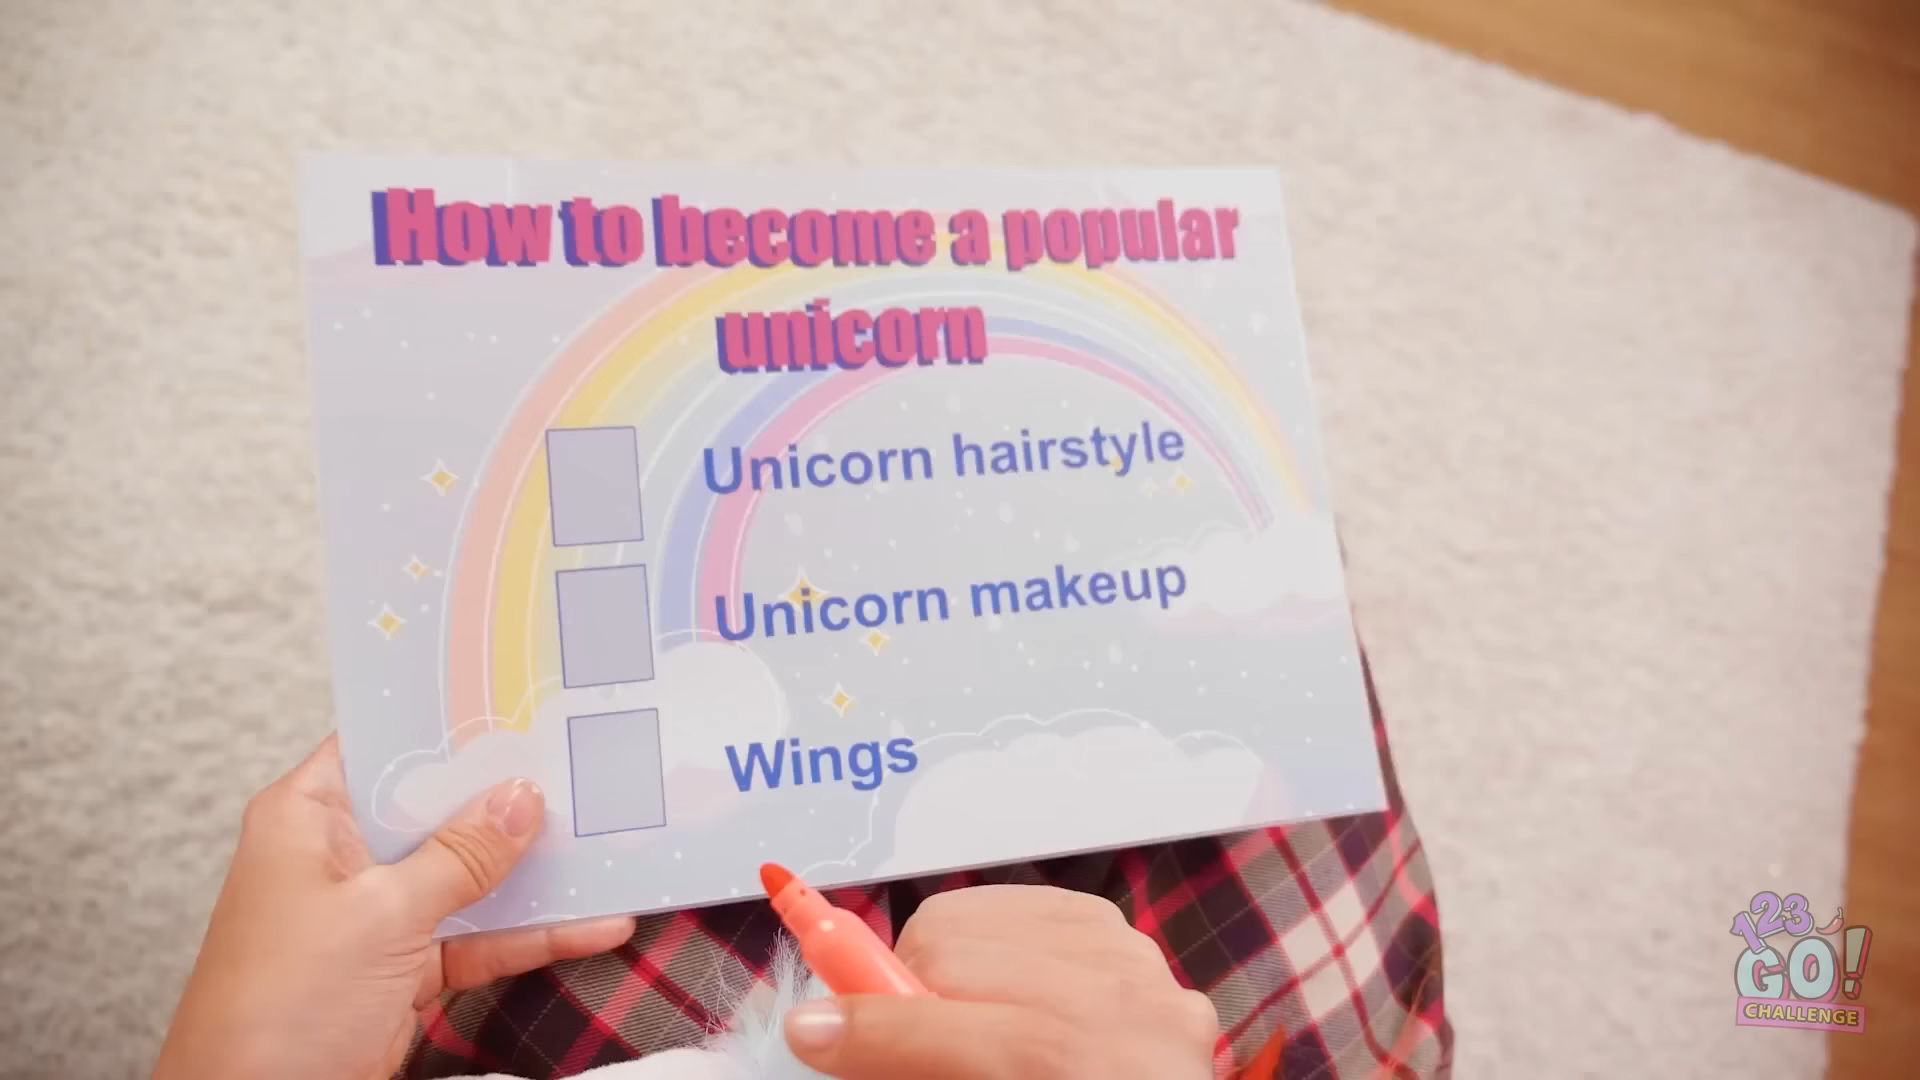 How to become a popular
unicorn
Unicorn hairstyle
Unicorn makeup
Wings
123
GO!
CHALLENGE